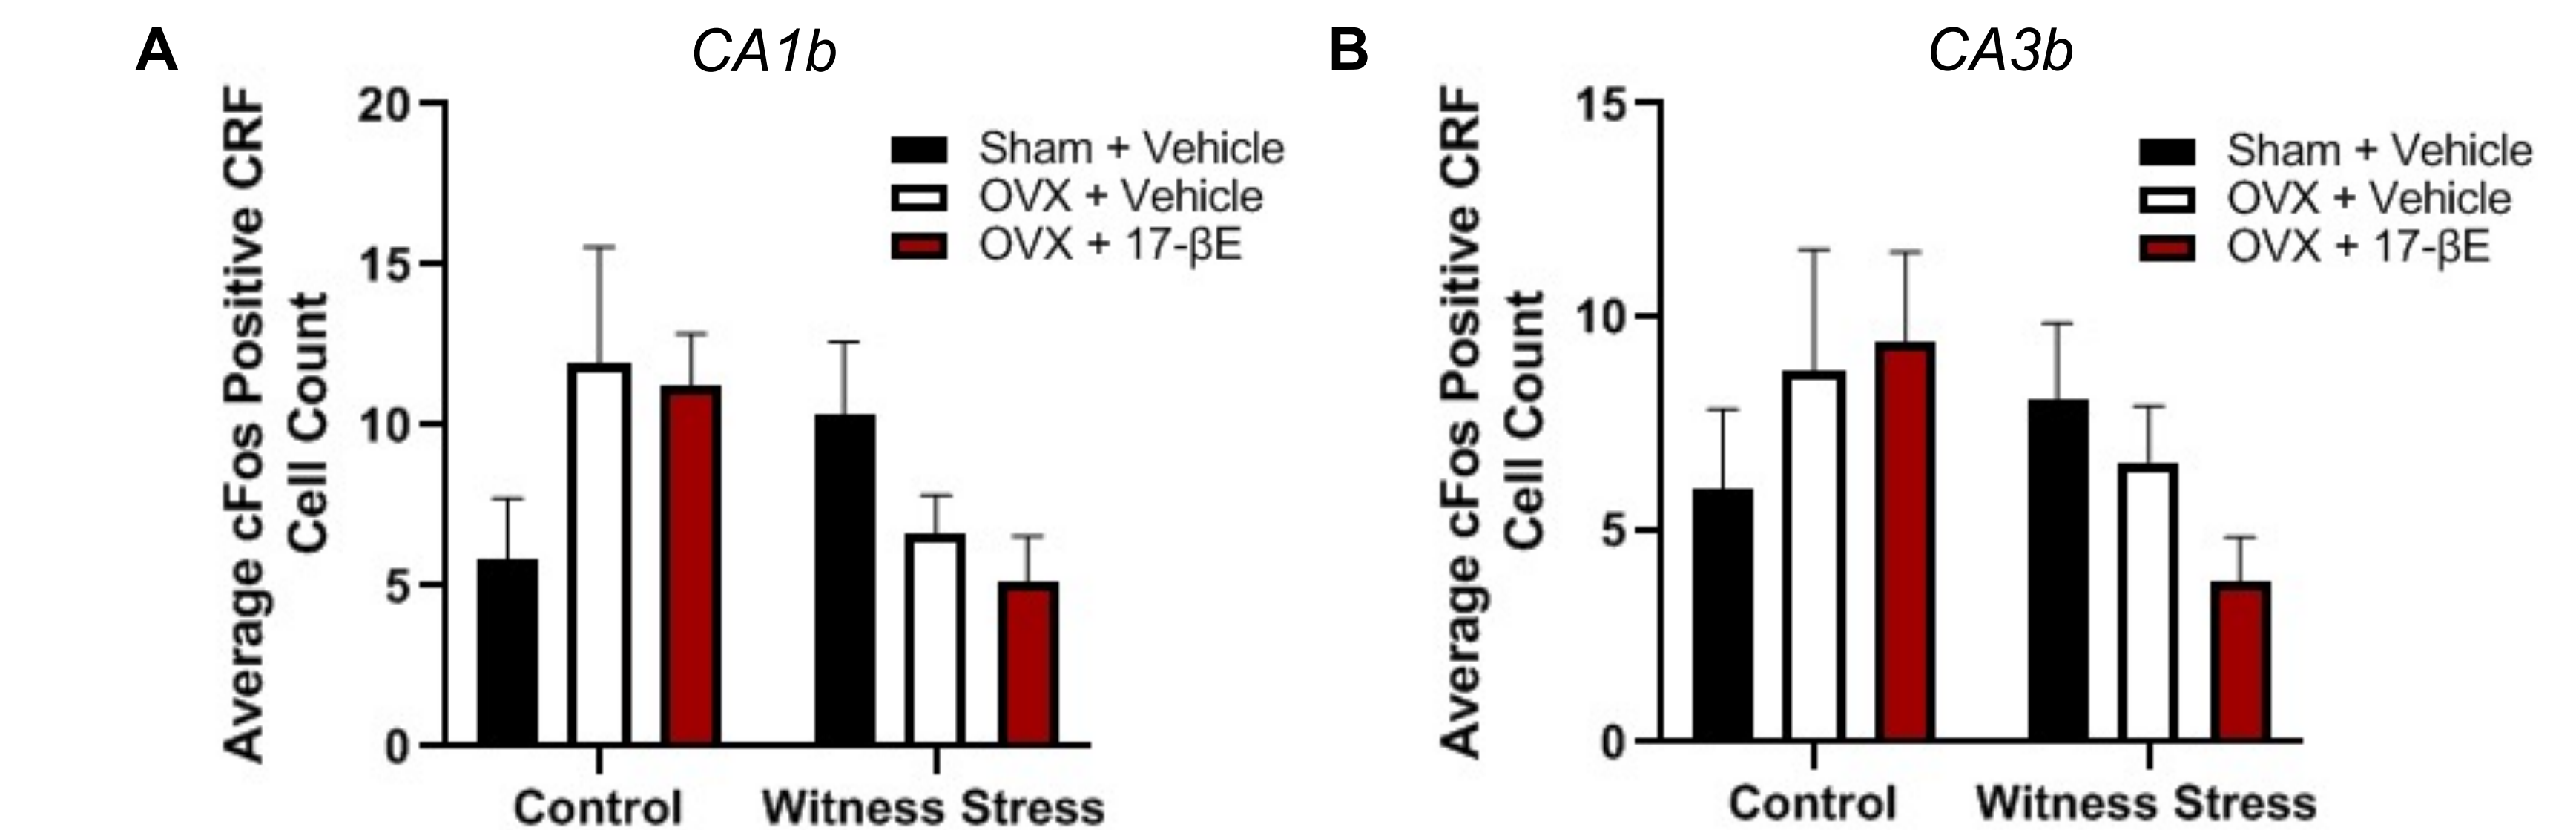 A
CA1b
Average cFos Positive CRF
Cell Count
20
15
10
5
0
Sham + Vehicle
OVX + Vehicle
OVX + 17-βE
Control
Witness Stress
B
CA3b
Average cFos Positive CRF
Cell Count
15
10
5
0
Sham + Vehicle
OVX + Vehicle
OVX + 17-βE
Control
Witness Stress